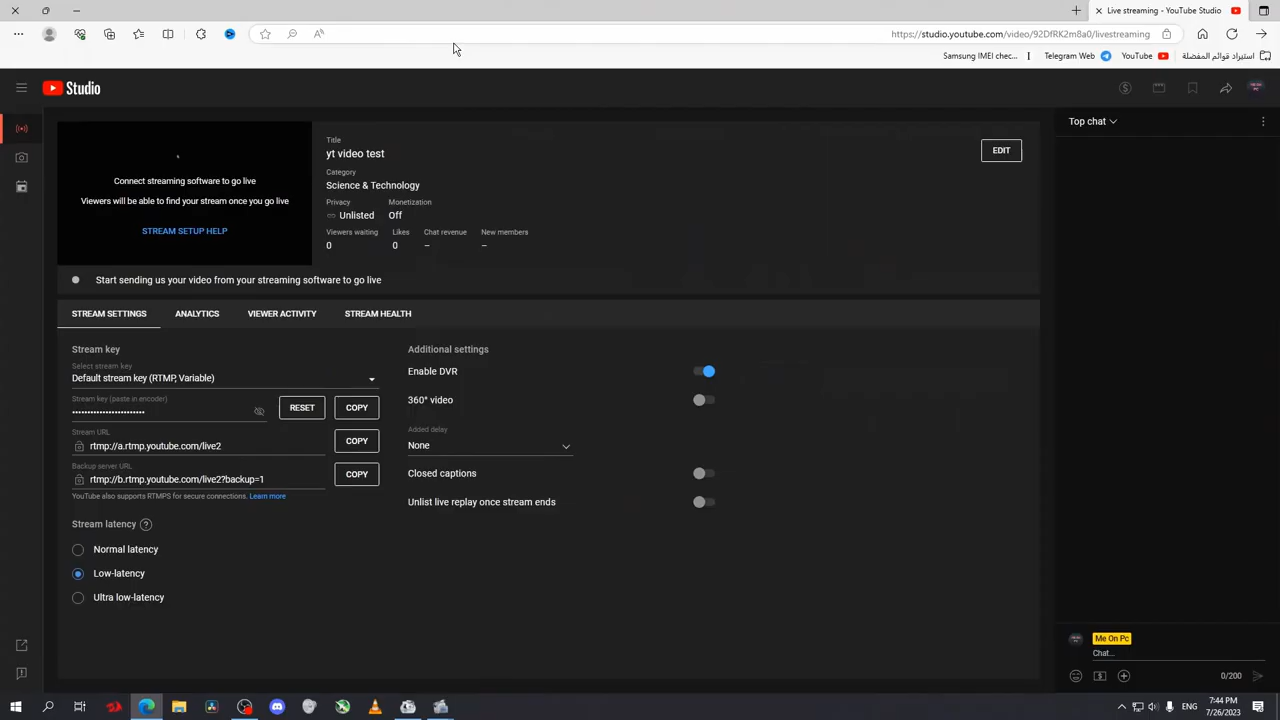 Live streaming - YouTube Studio
https://studio.youtube.com/video/92DfRK2m8a0/livestreaming
Samsung IMEI chec...
Telegram Web
YouTube
استيراد قوائم المفضلة
Studio
Connect streaming software to go live
Viewers will be able to find your stream once you go live
STREAM SETUP HELP
Title
yt video test
EDIT
Category
Science & Technology
Privacy Monetization
Unlisted Off
Viewers waiting Likes Chat revenue New members
0 0 – –
Start sending us your video from your streaming software to go live
STREAM SETTINGS ANALYTICS VIEWER ACTIVITY STREAM HEALTH
Stream key
Select stream key
Default stream key (RTMP, Variable)
Stream key (paste in encoder)
••••••••••••••••••••••••
RESET COPY
Stream URL
rtmp://a.rtmp.youtube.com/live2
COPY
Backup server URL
rtmp://b.rtmp.youtube.com/live2?backup=1
COPY
YouTube also supports RTMPS for secure connections. Learn more
Stream latency
Normal latency
Low-latency
Ultra low-latency
Additional settings
Enable DVR
360° video
Added delay
None
Closed captions
Unlist live replay once stream ends
Top chat
Me On Pc
Chat...
0/200
ENG
7:44 PM
7/26/2023